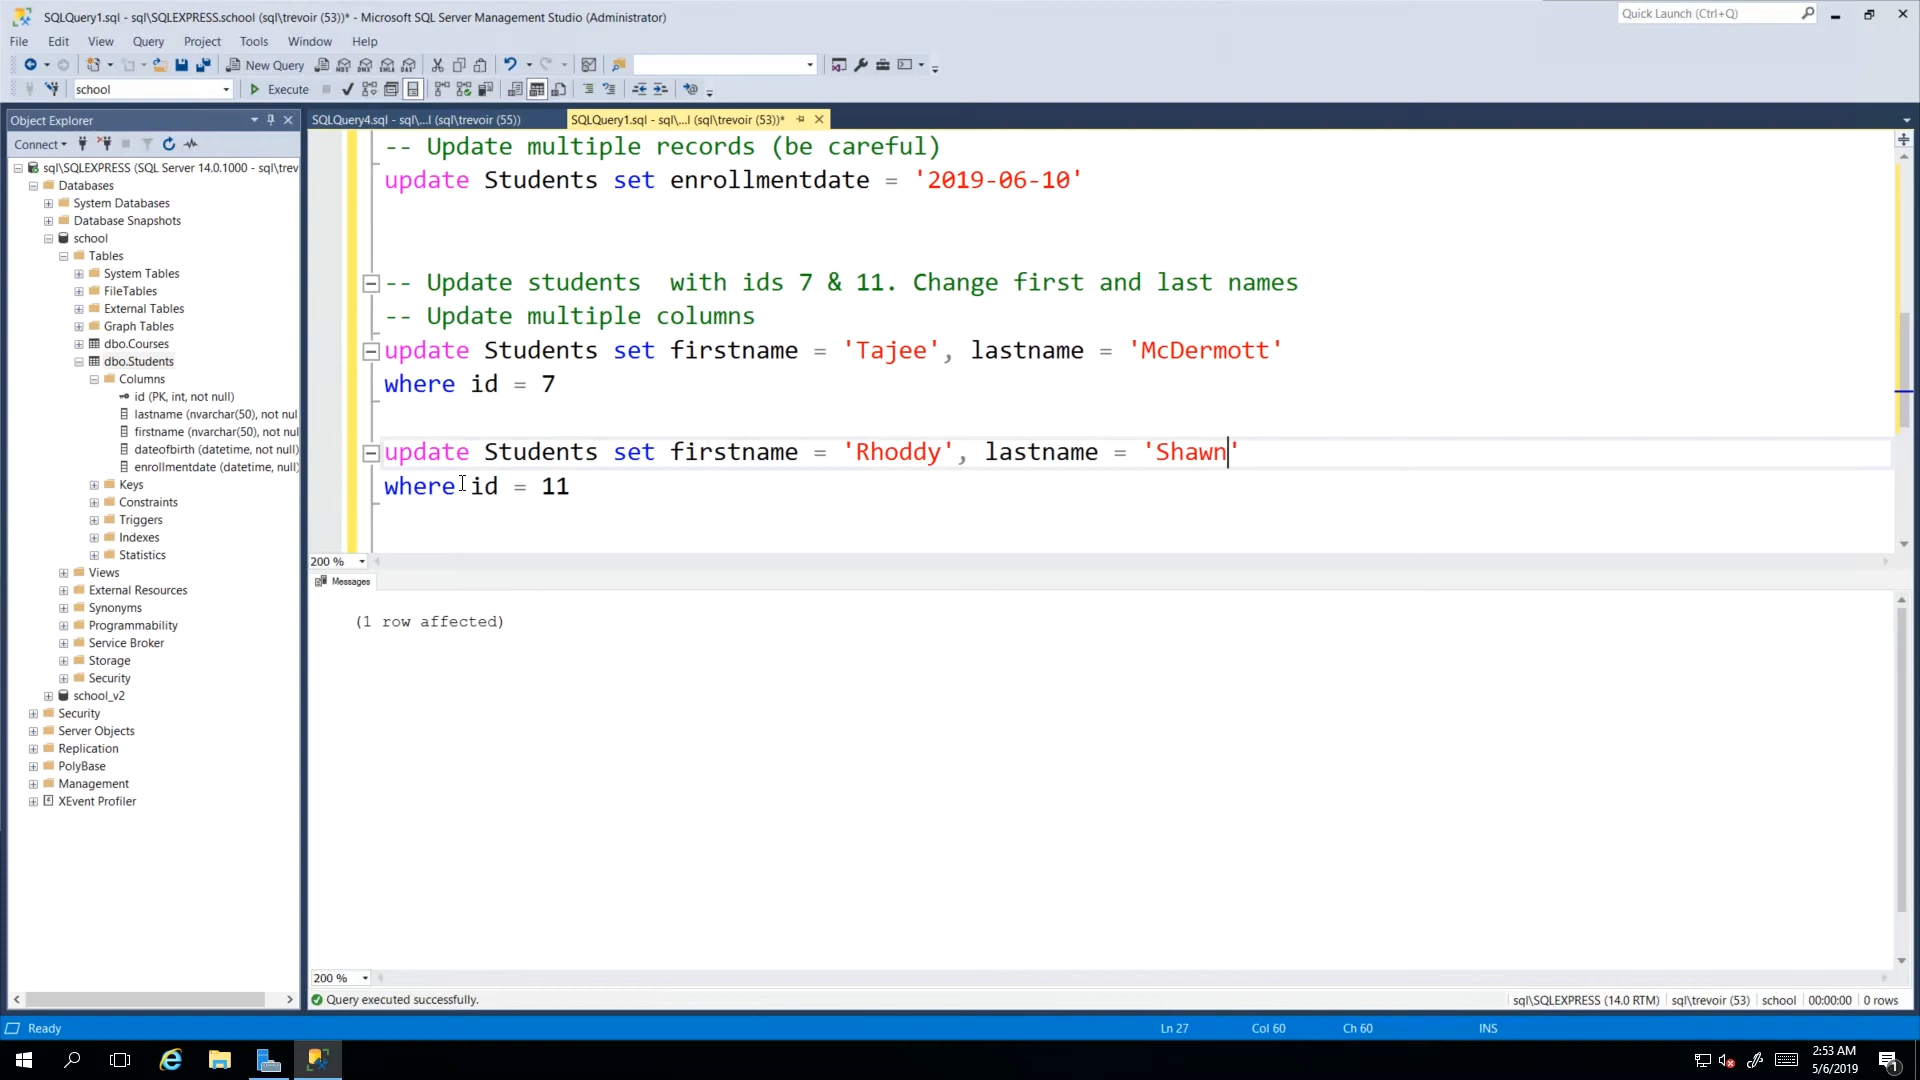 SQLQuery1.sql - sql\SQLEXPRESS.school (sql\trevoir (53))* - Microsoft SQL Server Management Studio (Administrator)
Quick Launch (Ctrl+Q)
File Edit View Query Project Tools Window Help
New Query
school
Execute
Object Explorer
SQLQuery4.sql - sql\...l (sql\trevoir (55))
SQLQuery1.sql - sql\...l (sql\trevoir (53))*
Connect
sql\SQLEXPRESS (SQL Server 14.0.1000 - sql\trev
Databases
System Databases
Database Snapshots
school
Tables
System Tables
FileTables
External Tables
Graph Tables
dbo.Courses
dbo.Students
Columns
id (PK, int, not null)
lastname (nvarchar(50), not nul
firstname (nvarchar(50), not nul
dateofbirth (datetime, not null)
enrollmentdate (datetime, null)
Keys
Constraints
Triggers
Indexes
Statistics
Views
External Resources
Synonyms
Programmability
Service Broker
Storage
Security
school_v2
Security
Server Objects
Replication
PolyBase
Management
XEvent Profiler
-- Update multiple records (be careful)
update Students set enrollmentdate = '2019-06-10'
-- Update students  with ids 7 & 11. Change first and last names
-- Update multiple columns
update Students set firstname = 'Tajee', lastname = 'McDermott'
where id = 7
update Students set firstname = 'Rhoddy', lastname = 'Shawn'
where id = 11
200 %
Messages
(1 row affected)
200 %
Query executed successfully.
sql\SQLEXPRESS (14.0 RTM) sql\trevoir (53) school 00:00:00 0 rows
Ready
Ln 27
Col 60
Ch 60
INS
2:53 AM
5/6/2019
1